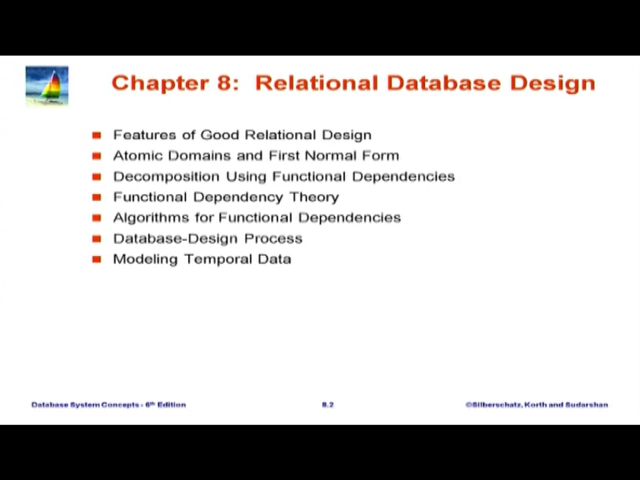 Chapter 8: Relational Database Design
Features of Good Relational Design
Atomic Domains and First Normal Form
Decomposition Using Functional Dependencies
Functional Dependency Theory
Algorithms for Functional Dependencies
Database-Design Process
Modeling Temporal Data
Database System Concepts - 6th Edition
8.2
©Silberschatz, Korth and Sudarshan